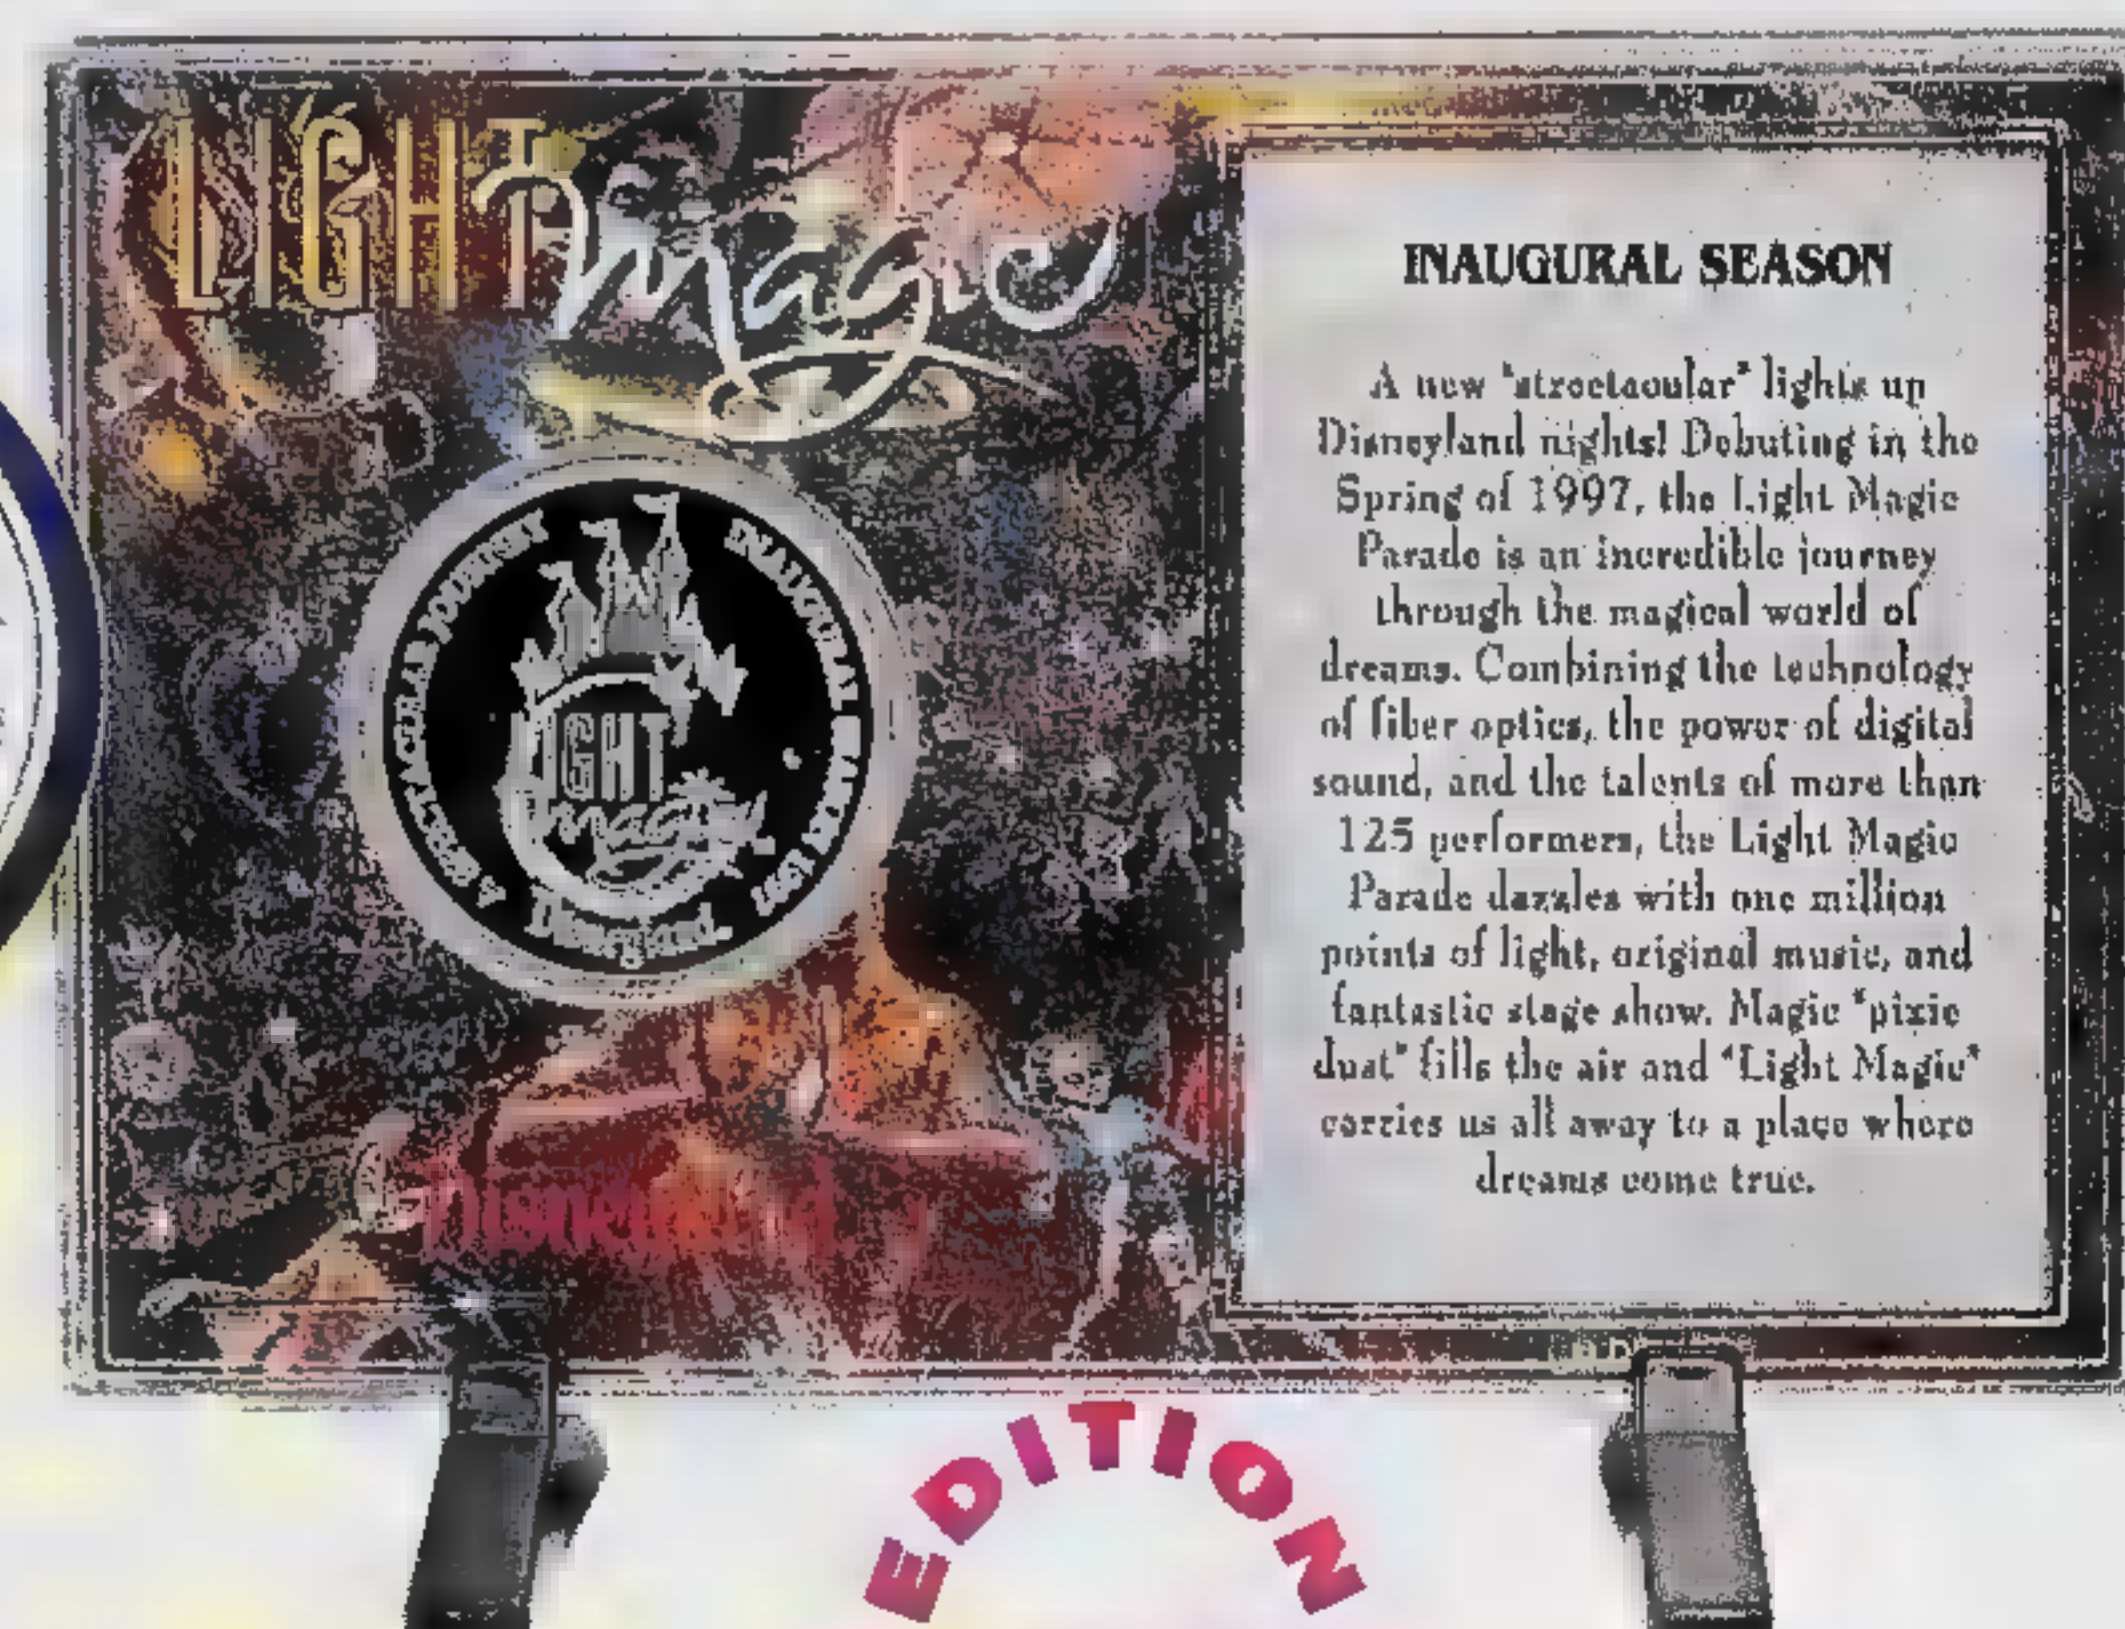 LIGHT
Magic
A SPECTACULAR JOURNEY
INAUGURAL
1997
LIGHT
Magic
Disneyland
INAUGURAL SEASON
A new "streetacular" lights up
Disneyland nights! Debuting in the
Spring of 1997, the Light Magic
Parade is an incredible journey
through the magical world of
dreams. Combining the technology
of fiber optics, the power of digital
sound, and the talents of more than
125 performers, the Light Magic
Parade dazzles with one million
points of light, original music, and
fantastic stage show. Magic "pixie
dust" fills the air and "Light Magic"
carries us all away to a place where
dreams come true.
EDITION